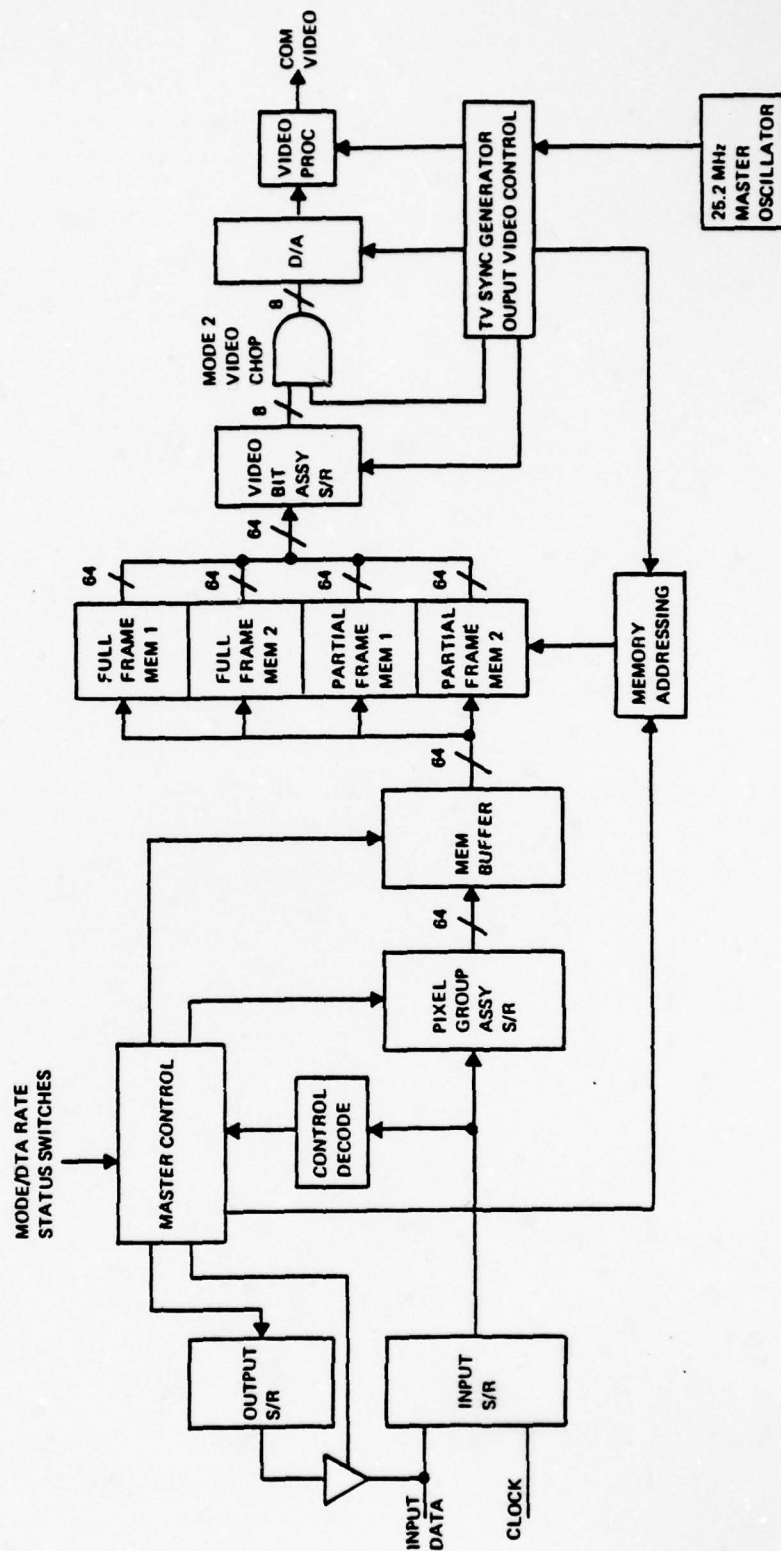 MODE/DTA RATE
STATUS SWITCHES
MASTER CONTROL
OUTPUT
S/R
INPUT
DATA
CLOCK
INPUT
S/R
CONTROL
DECODE
PIXEL
GROUP
ASSY
S/R
64
MEM
BUFFER
64
FULL
FRAME
MEM 1
FULL
FRAME
MEM 2
PARTIAL
FRAME
MEM 1
PARTIAL
FRAME
MEM 2
64
64
64
64
64
VIDEO
BIT
ASSY
S/R
8
MODE 2
VIDEO
CHOP
8
D/A
VIDEO
PROC
COM
VIDEO
TV SYNC GENERATOR
OUPUT VIDEO CONTROL
MEMORY
ADDRESSING
25.2 MHz
MASTER
OSCILLATOR